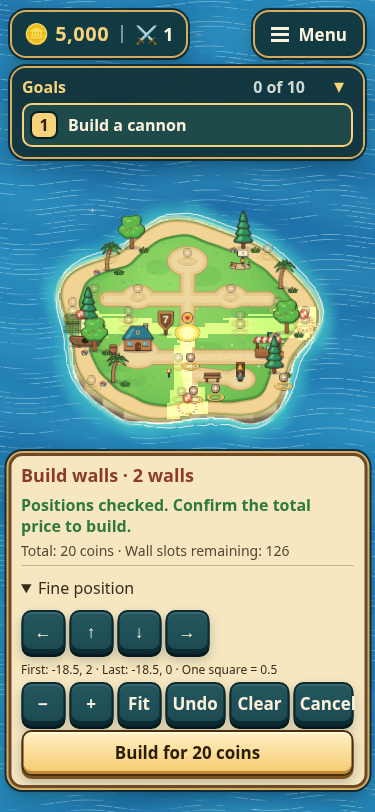 5,000
1
Menu
Goals
0 of 10
1 Build a cannon
7
Build walls · 2 walls
Positions checked. Confirm the total
price to build.
Total: 20 coins · Wall slots remaining: 126
Fine position
← ↑ ↓ →
First: -18.5, 2 · Last: -18.5, 0 · One square = 0.5
− + Fit Undo Clear Cancel
Build for 20 coins